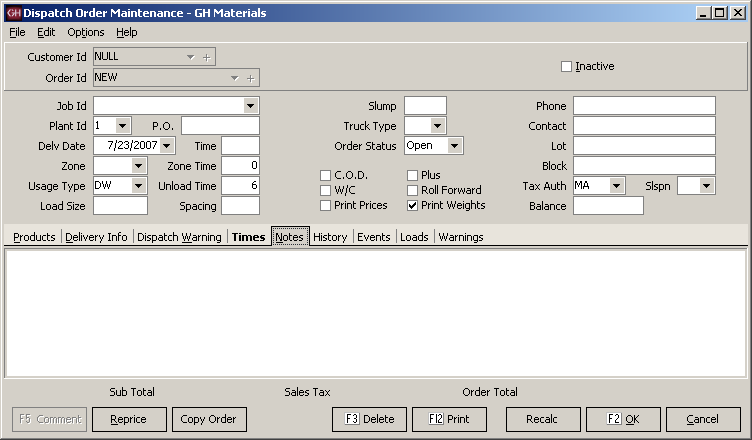 GH Dispatch Order Maintenance - GH Materials
File Edit Options Help
Customer Id NULL
Order Id NEW
Inactive
Job Id Slump Phone
Plant Id 1 P.O. Truck Type Contact
Delv Date 7/23/2007 Time Order Status Open Lot
Zone Zone Time 0 Block
Usage Type DW Unload Time 6 C.O.D. Plus Tax Auth MA Slspn
W/C Roll Forward
Load Size Spacing Print Prices Print Weights Balance
Products Delivery Info Dispatch Warning Times Notes History Events Loads Warnings
Sub Total Sales Tax Order Total
F5 Comment Reprice Copy Order F3 Delete F12 Print Recalc F2 OK Cancel